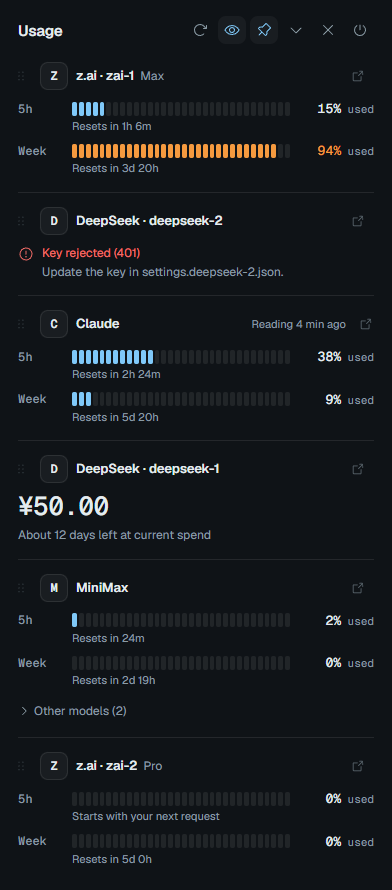 Usage
Z z.ai · zai-1 Max
5h 15% used
Resets in 1h 6m
Week 94% used
Resets in 3d 20h
D DeepSeek · deepseek-2
Key rejected (401)
Update the key in settings.deepseek-2.json.
C Claude Reading 4 min ago
5h 38% used
Resets in 2h 24m
Week 9% used
Resets in 5d 20h
D DeepSeek · deepseek-1
¥50.00
About 12 days left at current spend
M MiniMax
5h 2% used
Resets in 24m
Week 0% used
Resets in 2d 19h
Other models (2)
Z z.ai · zai-2 Pro
5h 0% used
Starts with your next request
Week 0% used
Resets in 5d 0h